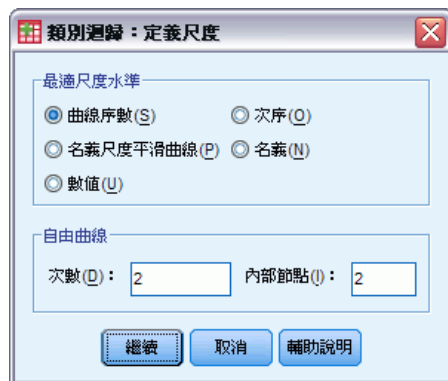 類別迴歸：定義尺度
最適尺度水準
曲線序數(S) 次序(O)
名義尺度平滑曲線(P) 名義(N)
數值(U)
自由曲線
次數(D)： 2 內部節點(I)： 2
繼續 取消 輔助說明